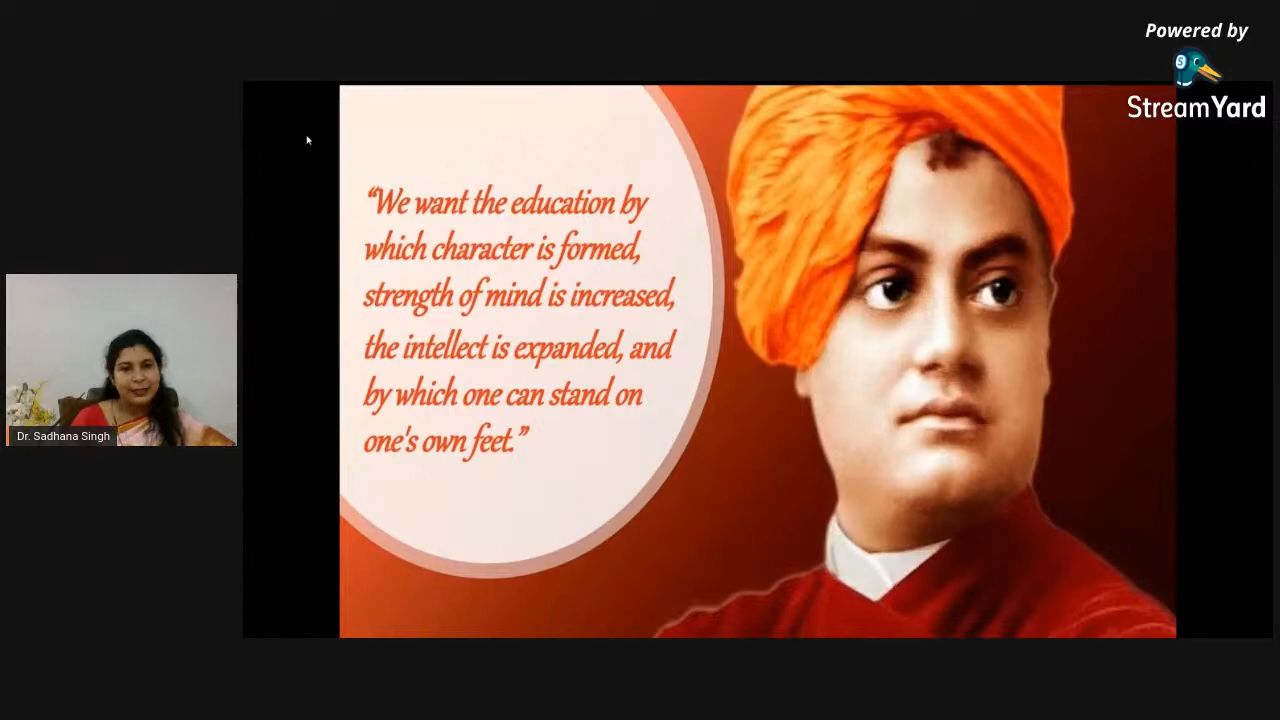 Powered by
StreamYard
“We want the education by
which character is formed,
strength of mind is increased,
the intellect is expanded, and
by which one can stand on
one's own feet.”
Dr. Sadhana Singh